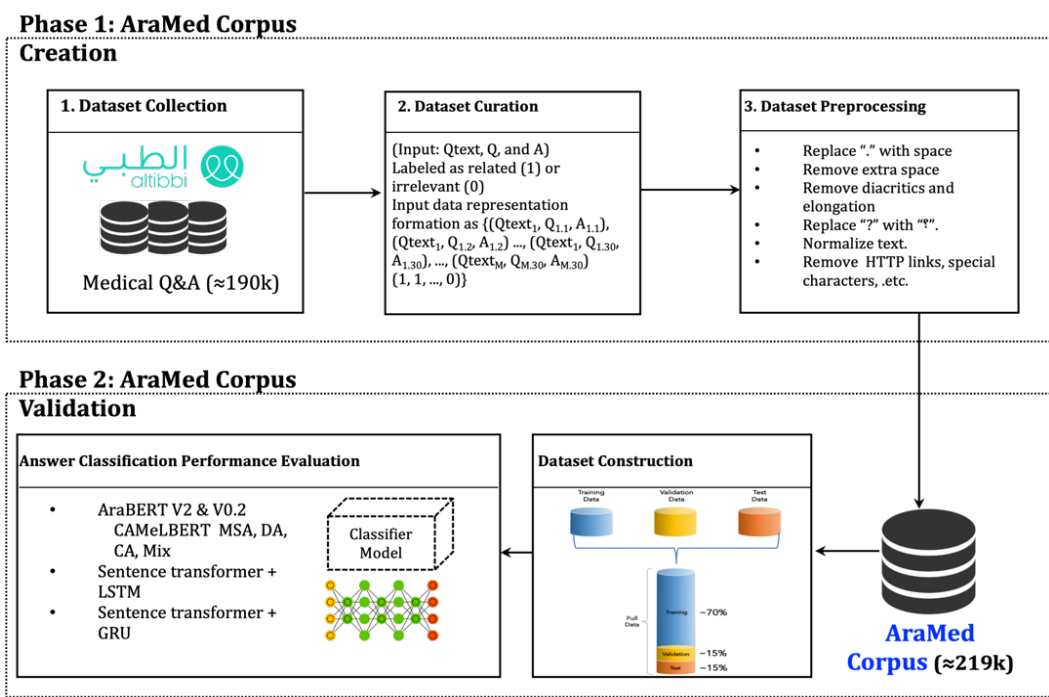 Phase 1: AraMed Corpus
Creation
1. Dataset Collection
الطبي
altibbi
Medical Q&A (≈190k)
2. Dataset Curation
(Input: Qtext, Q, and A)
Labeled as related (1) or
irrelevant (0)
Input data representation
formation as {(Qtext1, Q1.1, A1.1),
(Qtext1, Q1.2, A1.2) ..., (Qtext1, Q1.30,
A1.30), ..., (QtextM, QM.30, AM.30)
(1, 1, ..., 0)}
3. Dataset Preprocessing
• Replace “.” with space
• Remove extra space
• Remove diacritics and
elongation
• Replace “?” with “؟”.
• Normalize text.
• Remove HTTP links, special
characters, .etc.
Phase 2: AraMed Corpus
Validation
Answer Classification Performance Evaluation
• AraBERT V2 & V0.2
CAMeLBERT MSA, DA,
CA, Mix
• Sentence transformer +
LSTM
• Sentence transformer +
GRU
Classifier
Model
Dataset Construction
Training
Data
Validation
Data
Test
Data
Full
Data
Training
~70%
Validation
~15%
Test
~15%
AraMed
Corpus (≈219k)